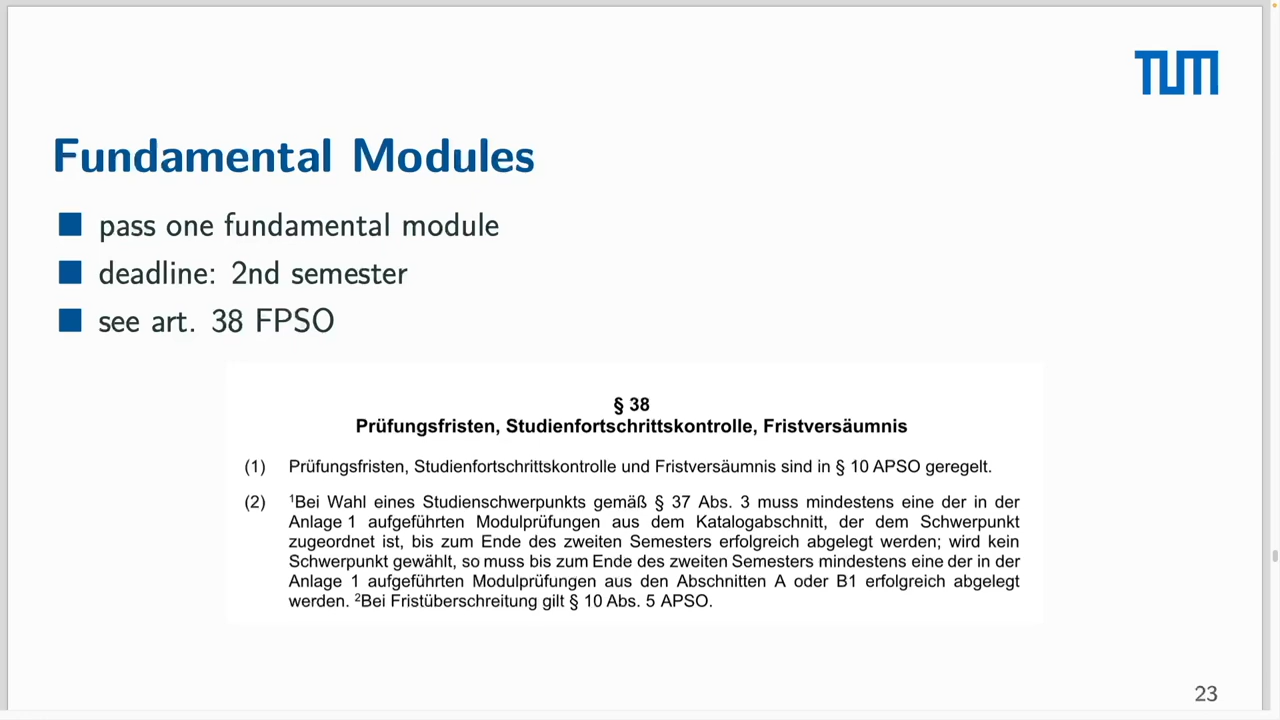 TUM
Fundamental Modules
pass one fundamental module
deadline: 2nd semester
see art. 38 FPSO
§ 38
Prüfungsfristen, Studienfortschrittskontrolle, Fristversäumnis
(1) Prüfungsfristen, Studienfortschrittskontrolle und Fristversäumnis sind in § 10 APSO geregelt.
(2) ¹Bei Wahl eines Studienschwerpunkts gemäß § 37 Abs. 3 muss mindestens eine der in der
Anlage 1 aufgeführten Modulprüfungen aus dem Katalogabschnitt, der dem Schwerpunkt
zugeordnet ist, bis zum Ende des zweiten Semesters erfolgreich abgelegt werden; wird kein
Schwerpunkt gewählt, so muss bis zum Ende des zweiten Semesters mindestens eine der in der
Anlage 1 aufgeführten Modulprüfungen aus den Abschnitten A oder B1 erfolgreich abgelegt
werden. ²Bei Fristüberschreitung gilt § 10 Abs. 5 APSO.
23